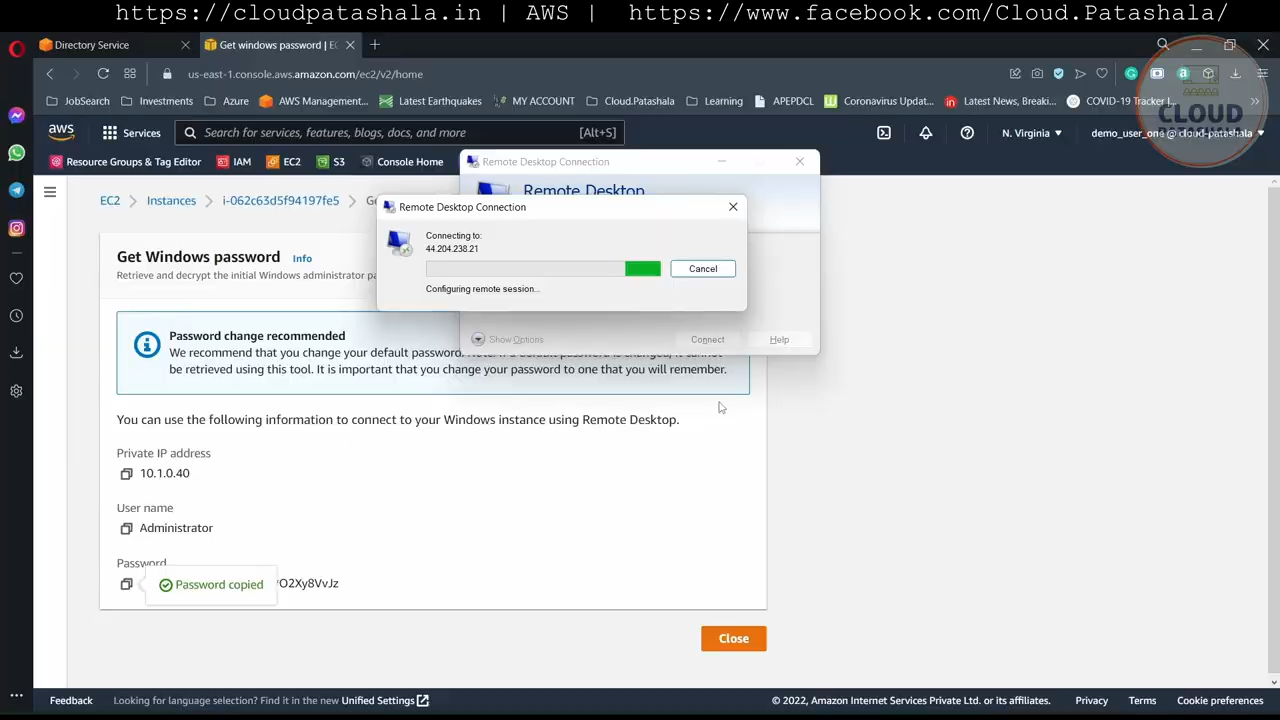 https://cloudpatashala.in | AWS | https://www.facebook.com/Cloud.Patashala/
Directory Service
Get windows password | EC
us-east-1.console.aws.amazon.com/ec2/v2/home
JobSearch
Investments
Azure
AWS Management...
Latest Earthquakes
MY ACCOUNT
Cloud.Patashala
Learning
APEPDCL
Coronavirus Updat...
Latest News, Breaki...
COVID-19 Tracker
CLOUD
aws
Services
Search for services, features, blogs, docs, and more
[Alt+S]
N. Virginia
demo_user_one @ cloud-patashala
Resource Groups & Tag Editor
IAM
EC2
S3
Console Home
Remote Desktop Connection
Remote Desktop
Remote Desktop Connection
Connecting to:
44.204.238.21
Cancel
Configuring remote session...
Show Options
Connect
Help
EC2
Instances
i-062c63d5f94197fe5
Get Windows password
Info
Retrieve and decrypt the initial Windows administrator
Password change recommended
We recommend that you change your default password.
be retrieved using this tool. It is important that you change your password to one that you will remember.
You can use the following information to connect to your Windows instance using Remote Desktop.
Private IP address
10.1.0.40
User name
Administrator
Password
Password copied
O2Xy8VvJz
Close
Feedback
Looking for language selection? Find it in the new Unified Settings
© 2022, Amazon Internet Services Private Ltd. or its affiliates.
Privacy
Terms
Cookie preferences